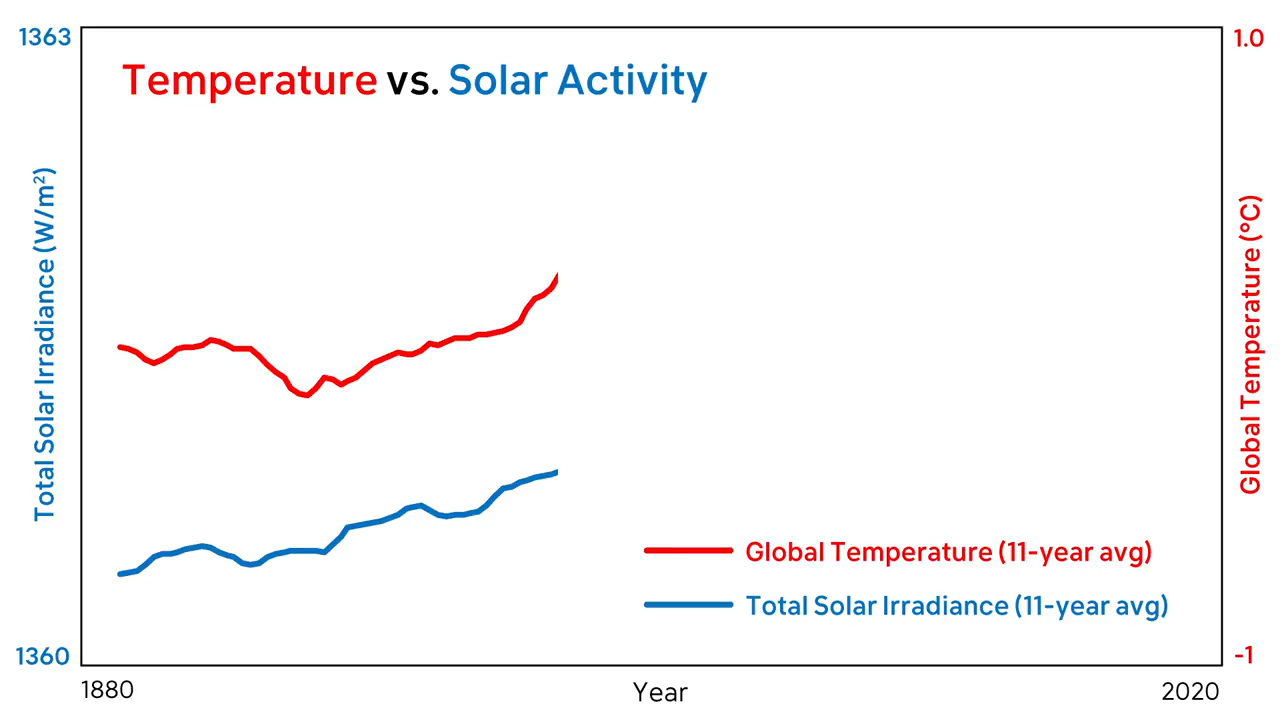 1363
1.0
Temperature vs. Solar Activity
Total Solar Irradiance (W/m²)
Global Temperature (°C)
Global Temperature (11-year avg)
Total Solar Irradiance (11-year avg)
1360
-1
1880
Year
2020